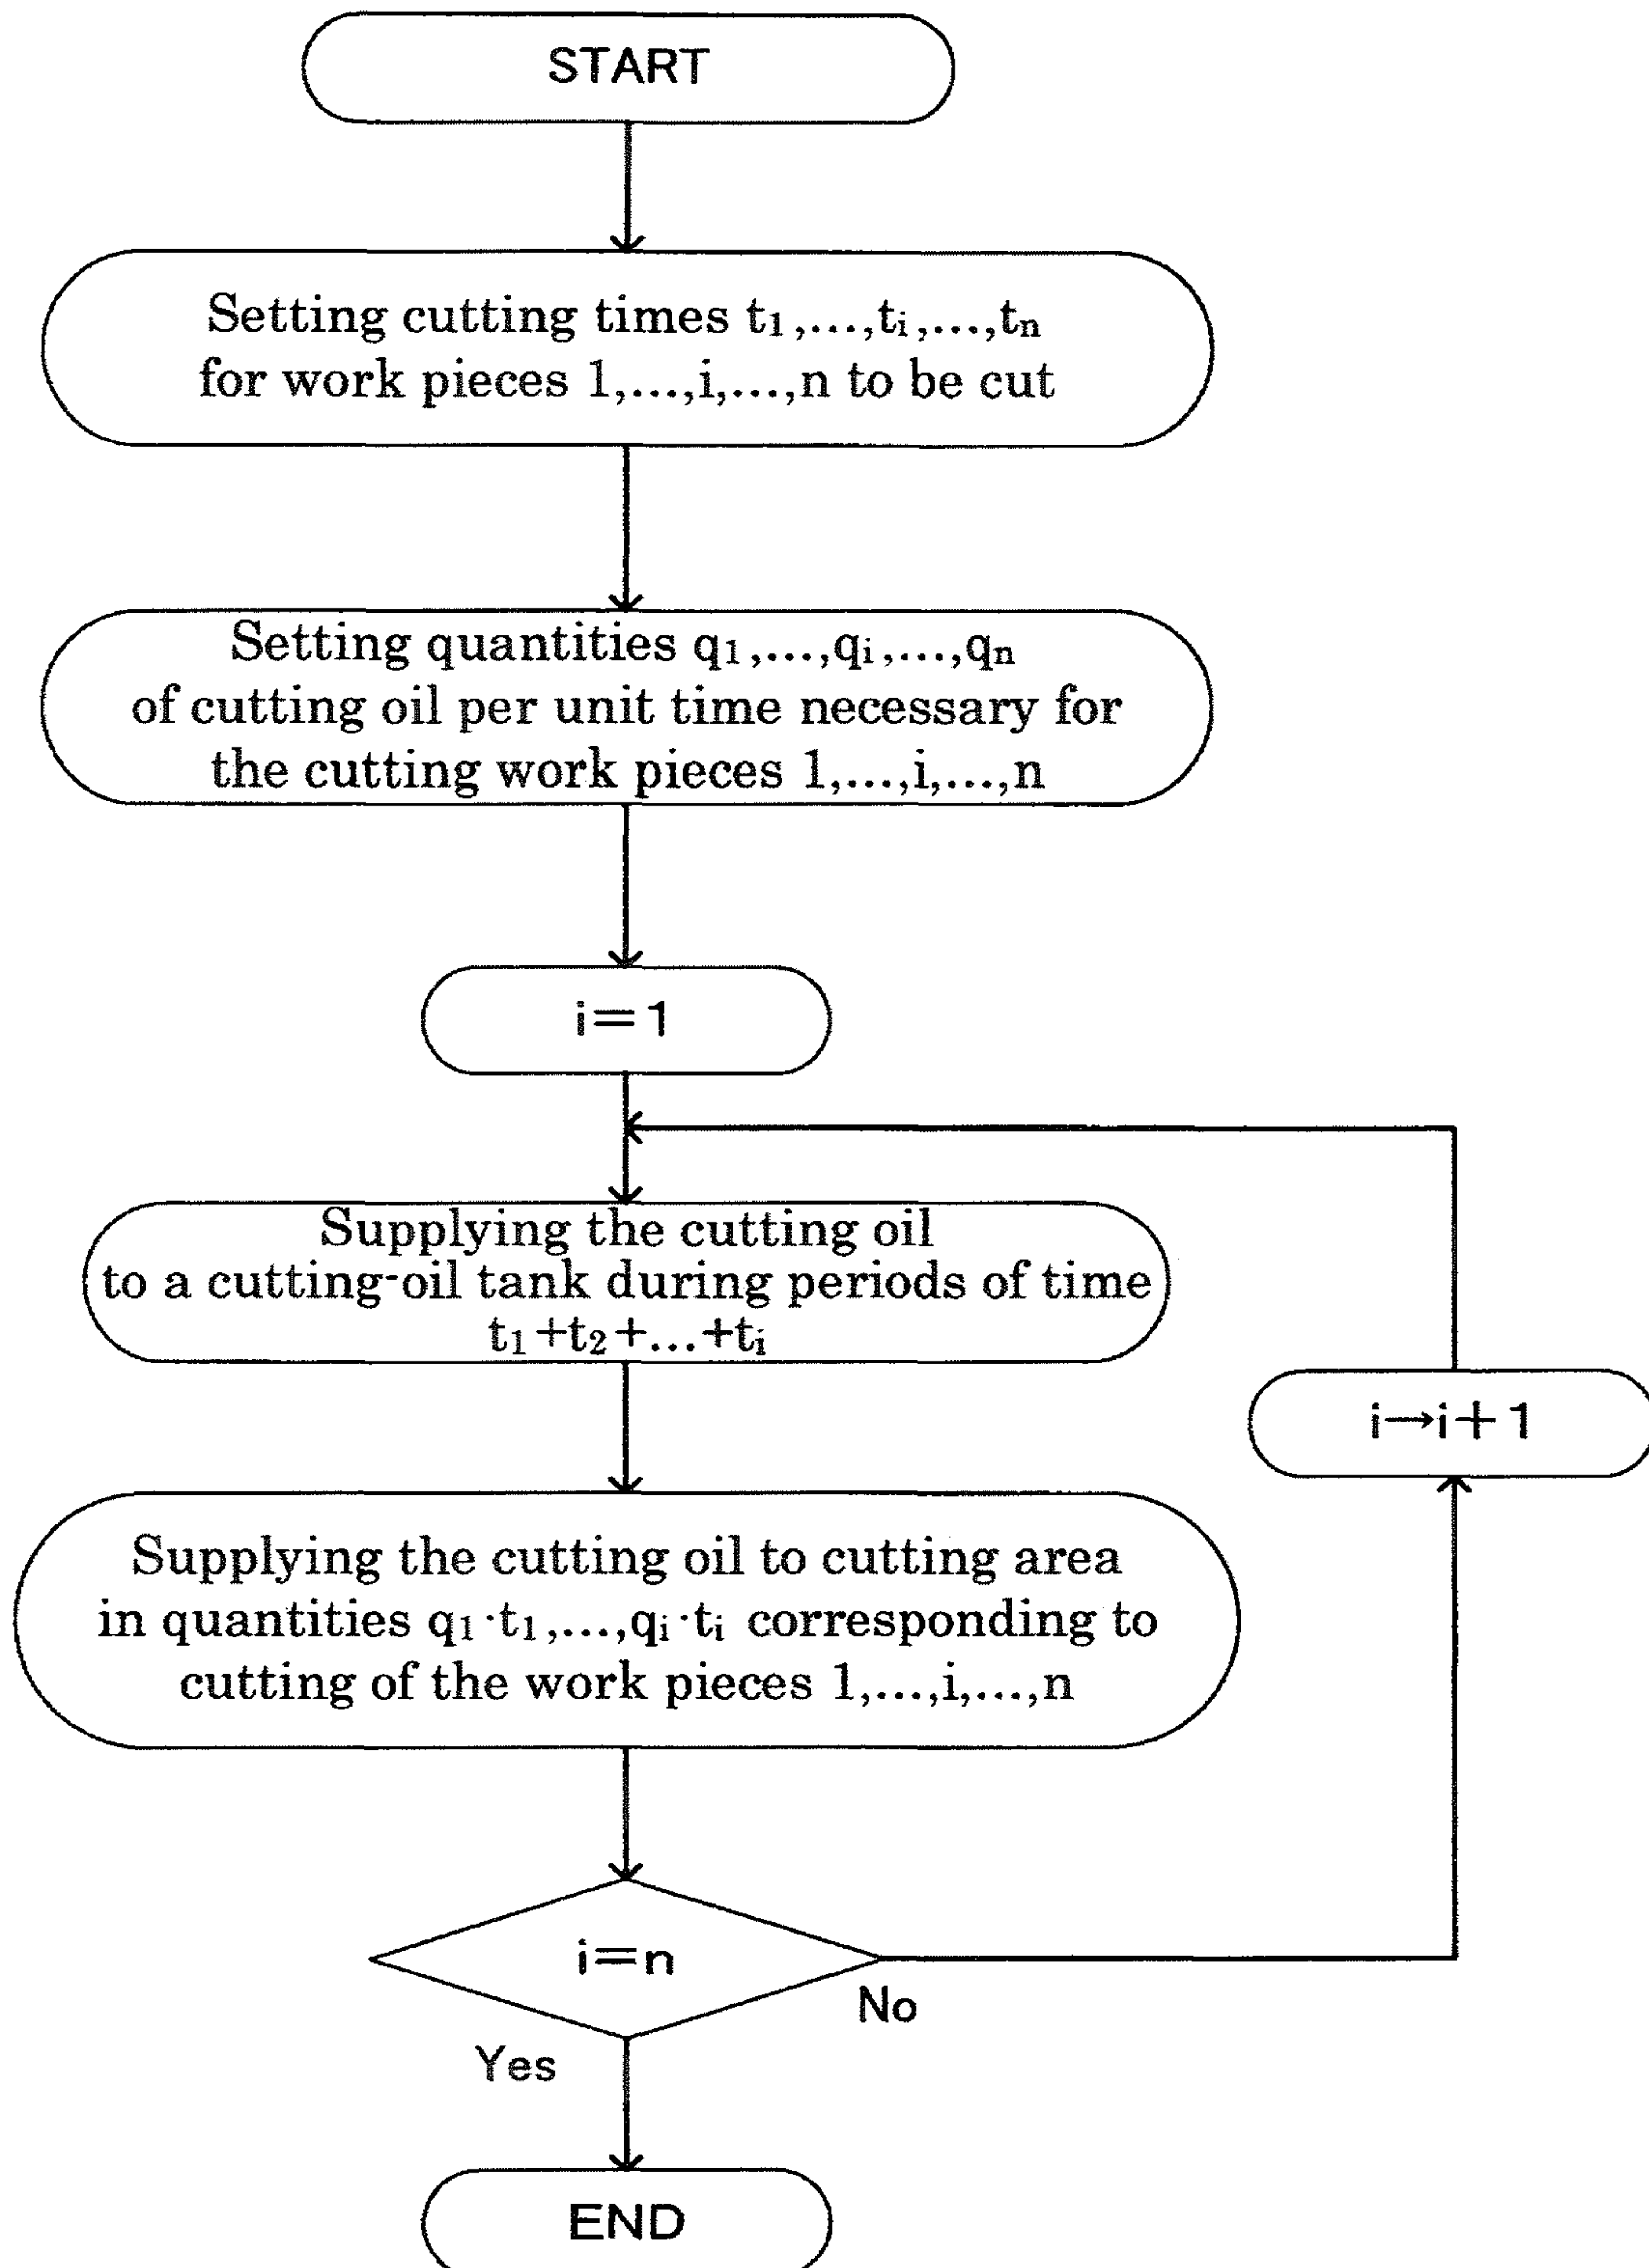 START
Setting cutting times t₁,...,tᵢ,...,tₙ
for work pieces 1,...,i,...,n to be cut
Setting quantities q₁,...,qᵢ,...,qₙ
of cutting oil per unit time necessary for
the cutting work pieces 1,...,i,...,n
i=1
Supplying the cutting oil
to a cutting-oil tank during periods of time
t₁+t₂+...+tᵢ
i→i+1
Supplying the cutting oil to cutting area
in quantities q₁·t₁,...,qᵢ·tᵢ corresponding to
cutting of the work pieces 1,...,i,...,n
i=n
No
Yes
END